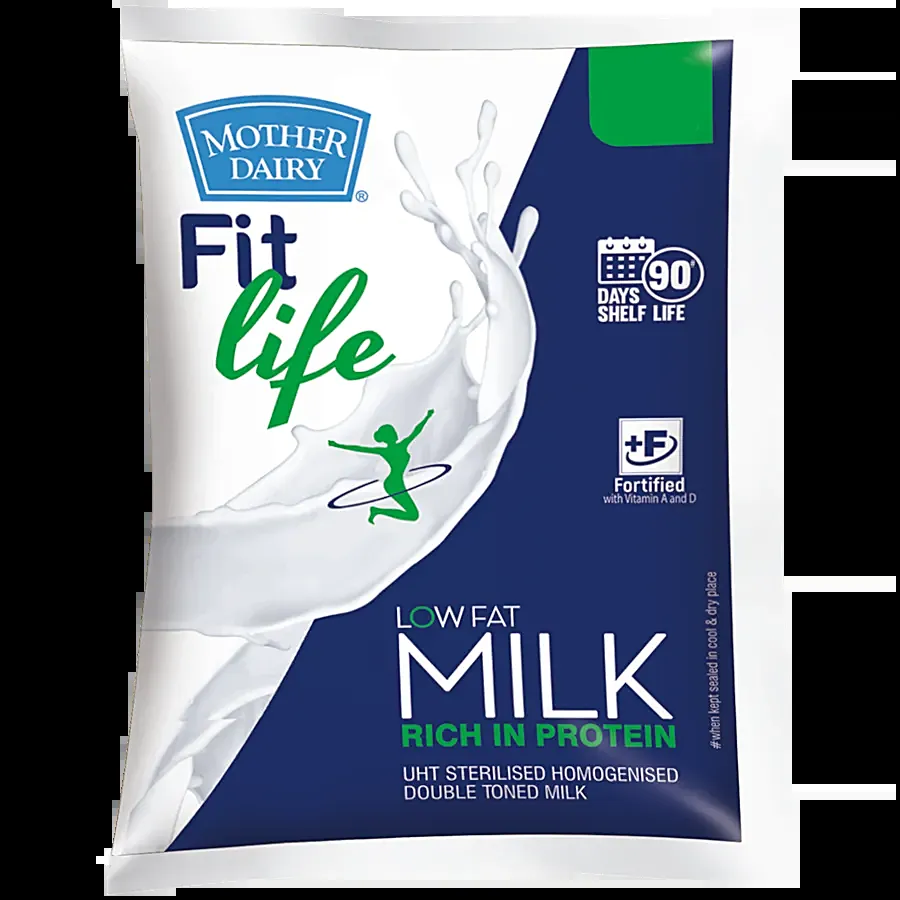 MOTHER
DAIRY
®
Fit
life
90#
DAYS
SHELF LIFE
+F
Fortified
with Vitamin A and D
LOW FAT
MILK
RICH IN PROTEIN
UHT STERILISED HOMOGENISED
DOUBLE TONED MILK
#when kept sealed in cool & dry place